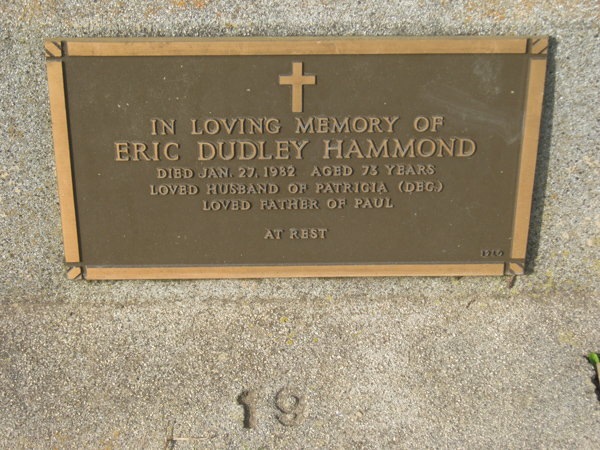 IN LOVING MEMORY OF
ERIC DUDLEY HAMMOND
DIED JAN. 27, 1982 AGED 73 YEARS
LOVED HUSBAND OF PATRICIA (DEC.)
LOVED FATHER OF PAUL
AT REST
19